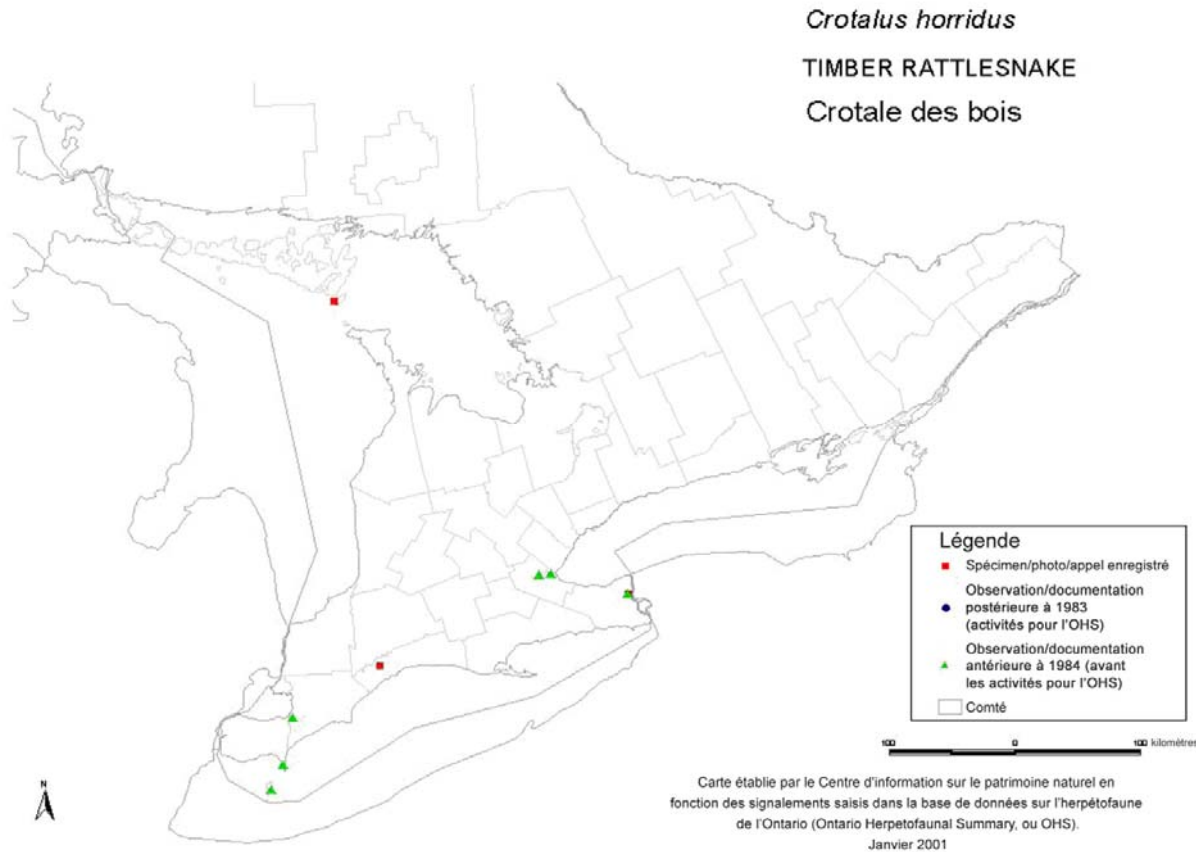 Crotalus horridus
TIMBER RATTLESNAKE
Crotale des bois
Légende
Spécimen/photo/appel enregistré
Observation/documentation
postérieure à 1983
(activités pour l'OHS)
Observation/documentation
antérieure à 1984 (avant
les activités pour l'OHS)
Comté
100 0 100 kilomètres
N
Carte établie par le Centre d'information sur le patrimoine naturel en
fonction des signalements saisis dans la base de données sur l'herpétofaune
de l'Ontario (Ontario Herpetofaunal Summary, ou OHS).
Janvier 2001